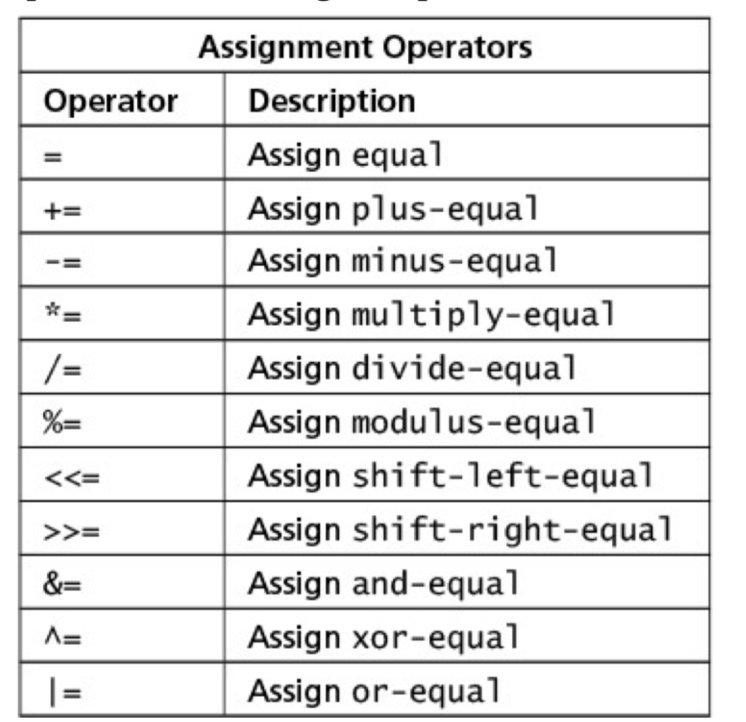 Assignment Operators
Operator Description
= Assign equal
+= Assign plus-equal
-= Assign minus-equal
*= Assign multiply-equal
/= Assign divide-equal
%= Assign modulus-equal
<<= Assign shift-left-equal
>>= Assign shift-right-equal
&= Assign and-equal
^= Assign xor-equal
|= Assign or-equal